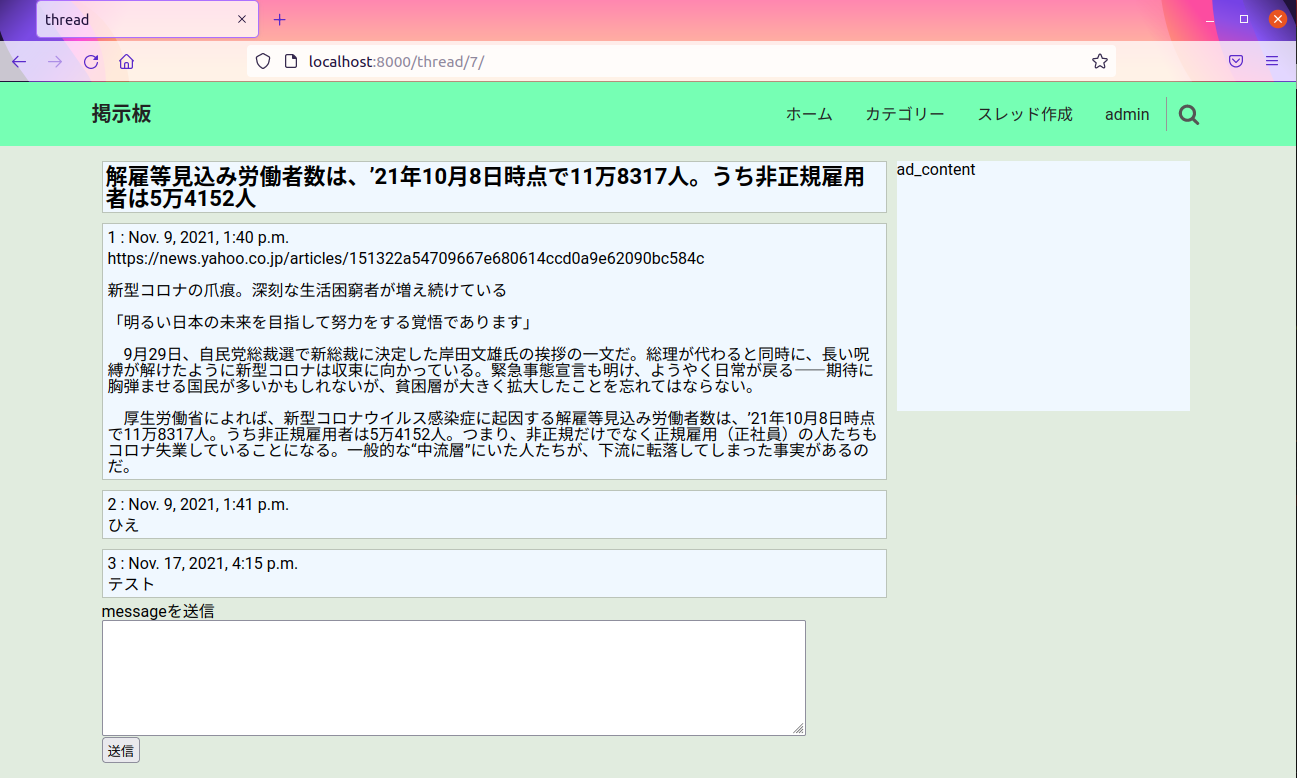 thread
localhost:8000/thread/7/
掲示板
ホーム カテゴリー スレッド作成 admin
解雇等見込み労働者数は、’21年10月8日時点で11万8317人。うち非正規雇用
者は5万4152人
ad_content
1 : Nov. 9, 2021, 1:40 p.m.
https://news.yahoo.co.jp/articles/151322a54709667e680614ccd0a9e62090bc584c
新型コロナの爪痕。深刻な生活困窮者が増え続けている
「明るい日本の未来を目指して努力をする覚悟であります」
　9月29日、自民党総裁選で新総裁に決定した岸田文雄氏の挨拶の一文だ。総理が代わると同時に、長い呪
縛が解けたように新型コロナは収束に向かっている。緊急事態宣言も明け、ようやく日常が戻る――期待に
胸弾ませる国民が多いかもしれないが、貧困層が大きく拡大したことを忘れてはならない。
　厚生労働省によれば、新型コロナウイルス感染症に起因する解雇等見込み労働者数は、’21年10月8日時点
で11万8317人。うち非正規雇用者は5万4152人。つまり、非正規だけでなく正規雇用（正社員）の人たちも
コロナ失業していることになる。一般的な“中流層”にいた人たちが、下流に転落してしまった事実があるの
だ。
2 : Nov. 9, 2021, 1:41 p.m.
ひえ
3 : Nov. 17, 2021, 4:15 p.m.
テスト
messageを送信
送信